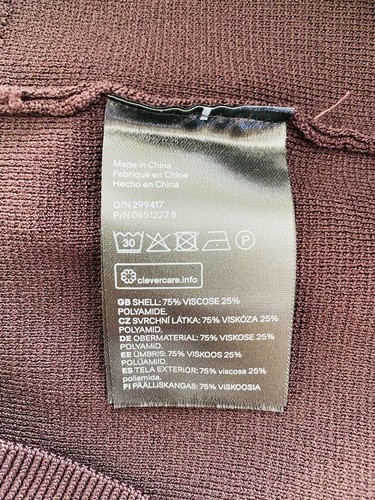 Made in China
Fabriqué en Chine
Hecho en China
O/N 299417
P/N 0651222 8
30
P
clevercare.info
GB SHELL: 75% VISCOSE 25%
POLYAMIDE.
CZ SVRCHNÍ LÁTKA: 75% VISKÓZA 25%
POLYAMID.
DE OBERMATERIAL: 75% VISKOSE 25%
POLYAMID.
EE ÜMBRIS: 75% VISKOOS 25%
POLÜAMIID.
ES TELA EXTERIOR: 75% viscosa 25%
poliamida.
FI PÄÄLLISKANGAS: 75% VISKOOSIA